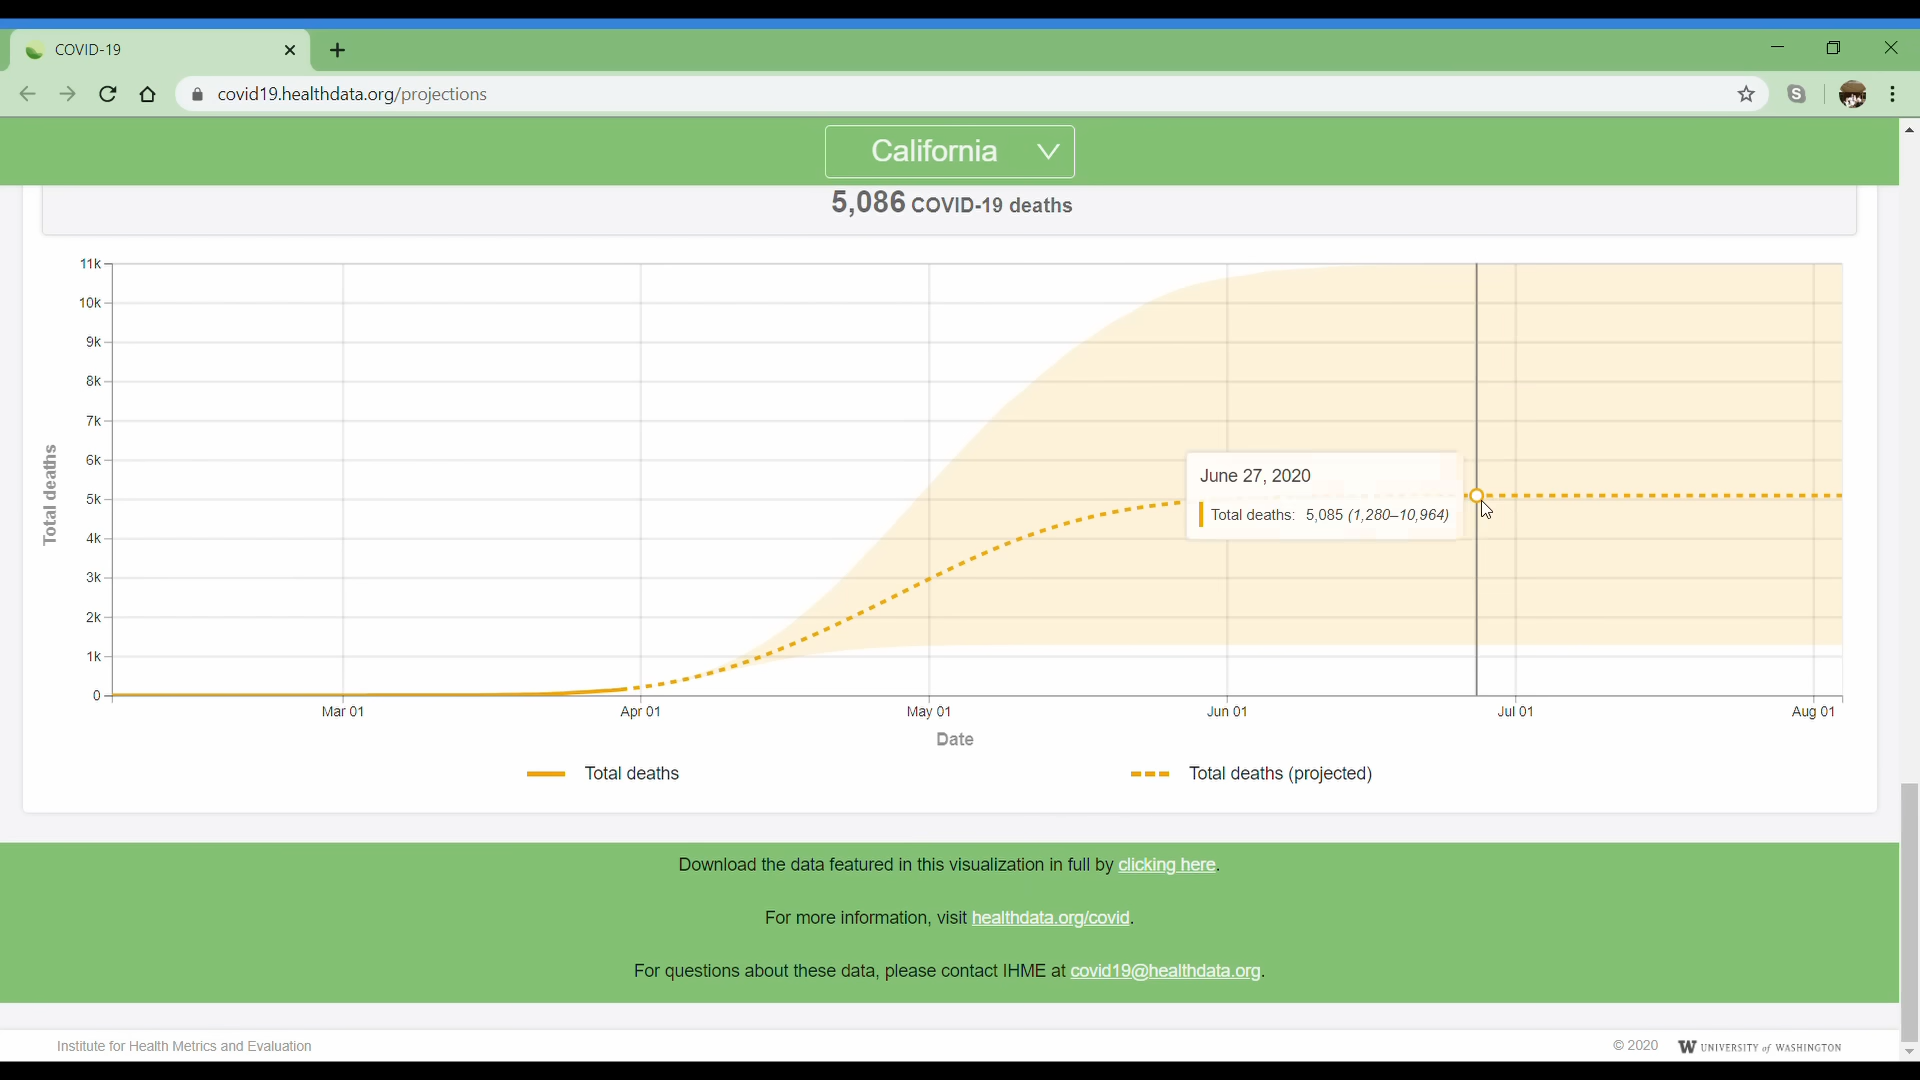 COVID-19
covid19.healthdata.org/projections
S
California
5,086 COVID-19 deaths
11k
10k
9k
8k
7k
6k
5k
4k
3k
2k
1k
0
Total deaths
June 27, 2020
Total deaths: 5,085 (1,280–10,964)
Mar 01
Apr 01
May 01
Jun 01
Jul 01
Aug 01
Date
Total deaths
Total deaths (projected)
Download the data featured in this visualization in full by clicking here.
For more information, visit healthdata.org/covid.
For questions about these data, please contact IHME at covid19@healthdata.org.
Institute for Health Metrics and Evaluation
© 2020 W UNIVERSITY of WASHINGTON